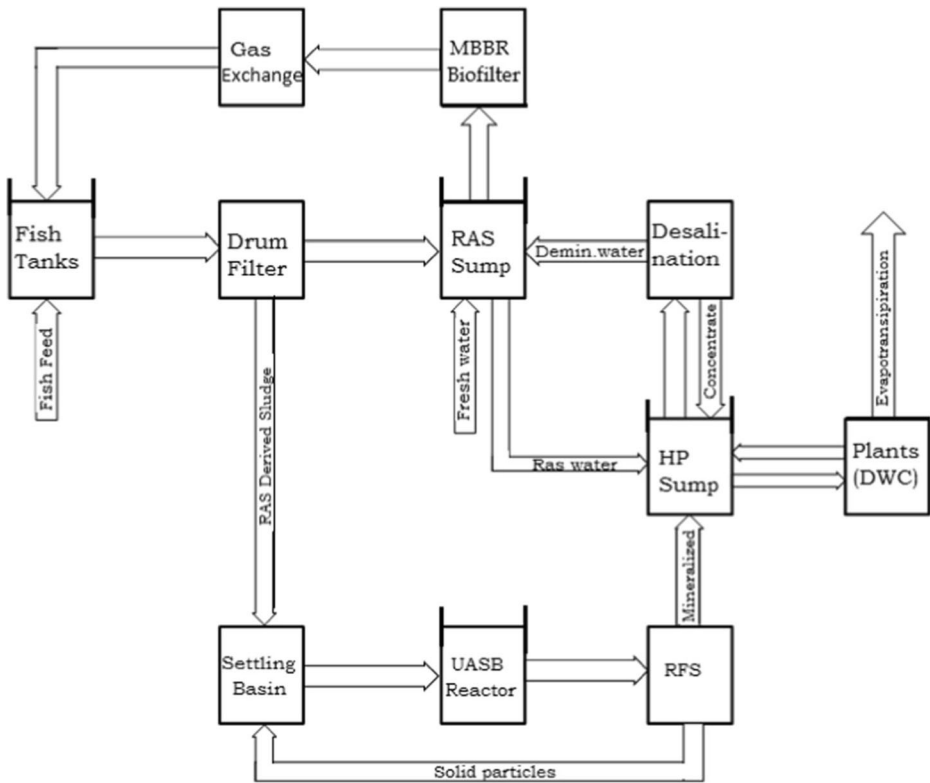 Gas
Exchange
MBBR
Biofilter
Fish
Tanks
Drum
Filter
RAS
Sump
Demin.water
Desali-
nation
Fish Feed
RAS Derived Sludge
Fresh water
Concentrate
Evapotransipiration
Ras water
HP
Sump
Plants
(DWC)
Mineralized
Settling
Basin
UASB
Reactor
RFS
Solid particles